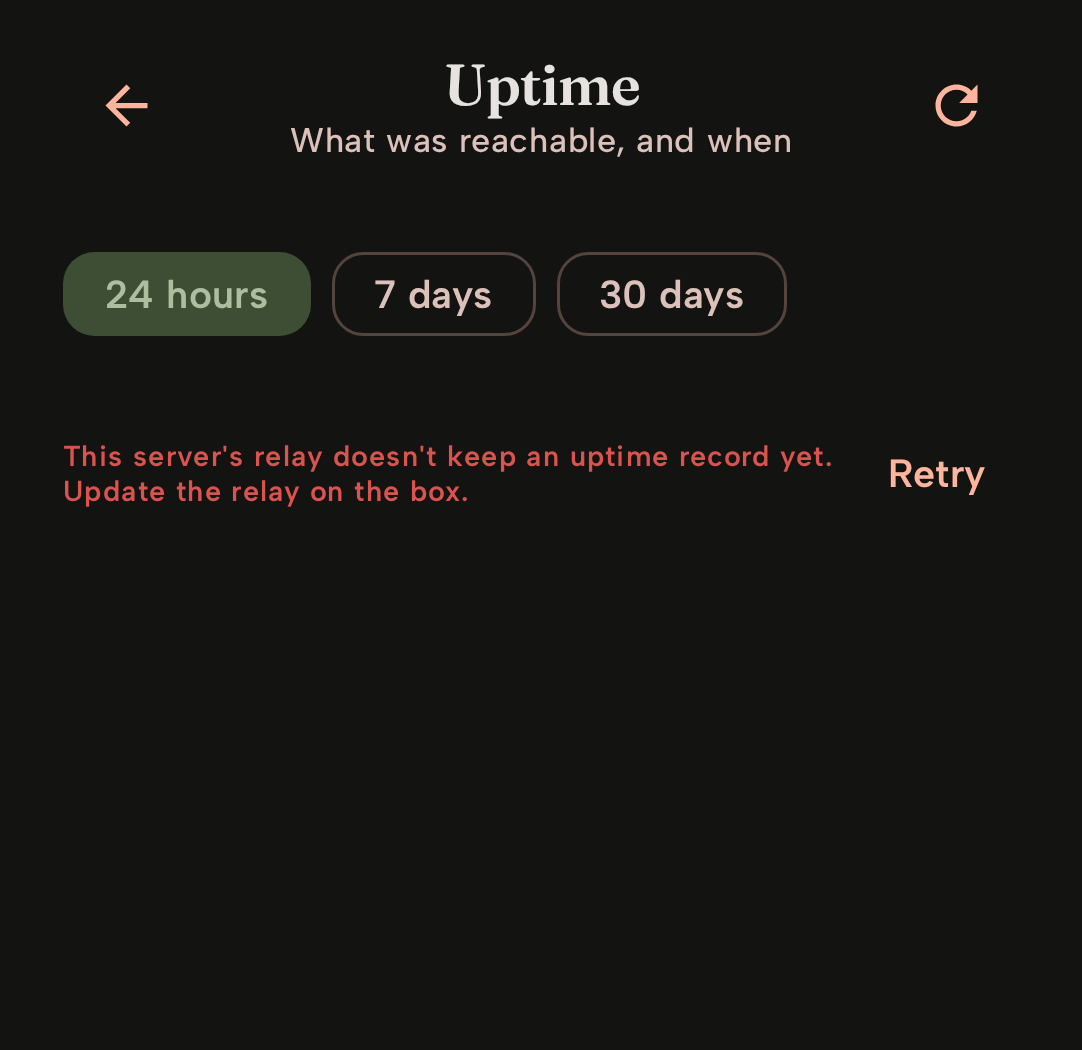 Uptime
What was reachable, and when
24 hours
7 days
30 days
This server's relay doesn't keep an uptime record yet.
Update the relay on the box.
Retry